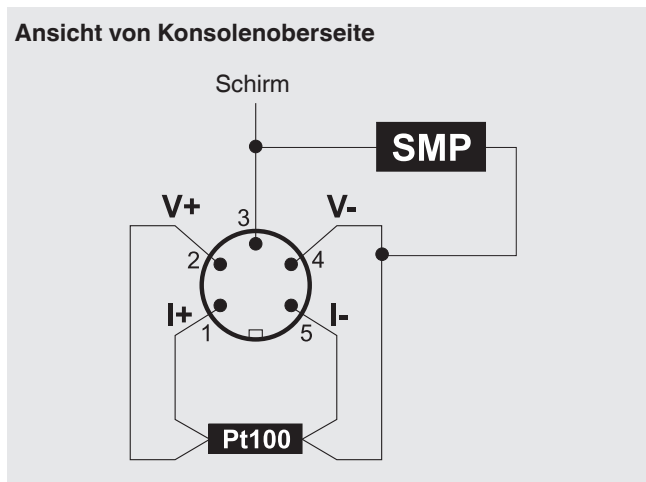 Ansicht von Konsolenoberseite
Schirm
SMP
V+ V-
3
2 4
I+ I-
1 5
Pt100